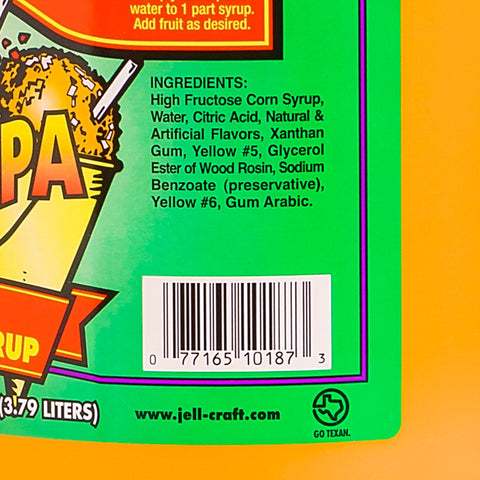 water to 1 part syrup.
Add fruit as desired.
INGREDIENTS:
High Fructose Corn Syrup,
Water, Citric Acid, Natural &
Artificial Flavors, Xanthan
Gum, Yellow #5, Glycerol
Ester of Wood Rosin, Sodium
Benzoate (preservative),
Yellow #6, Gum Arabic.
PA
RUP
0 77165 10187 3
(3.79 LITERS)
www.jell-craft.com
GO TEXAN.